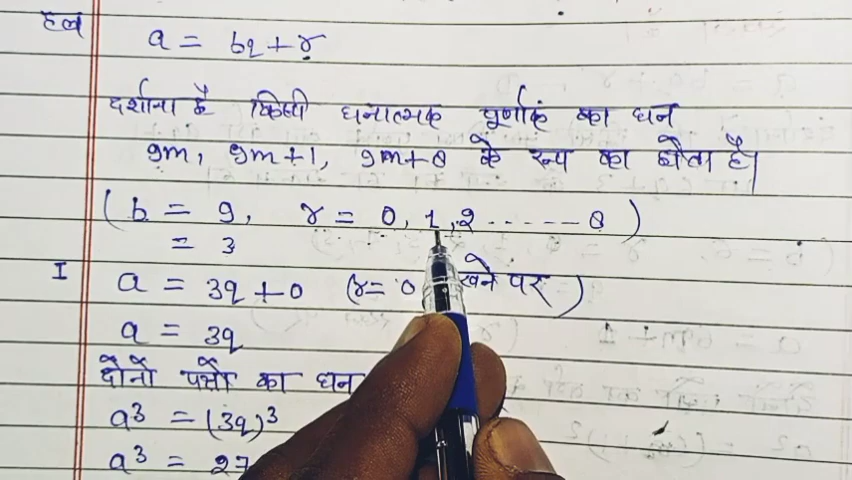 हल
a = bq + r
दर्शाना है किसी धनात्मक पूर्णांक का घन
9m, 9m+1, 9m+8 के रूप का होता है।
(b = 9, r = 0, 1, 2 ------ 8)
= 3
I a = 3q + 0 (r = 0 रखने पर)
a = 3q
दोनों पक्षों का घन
a³ = (3q)³
a³ = 27